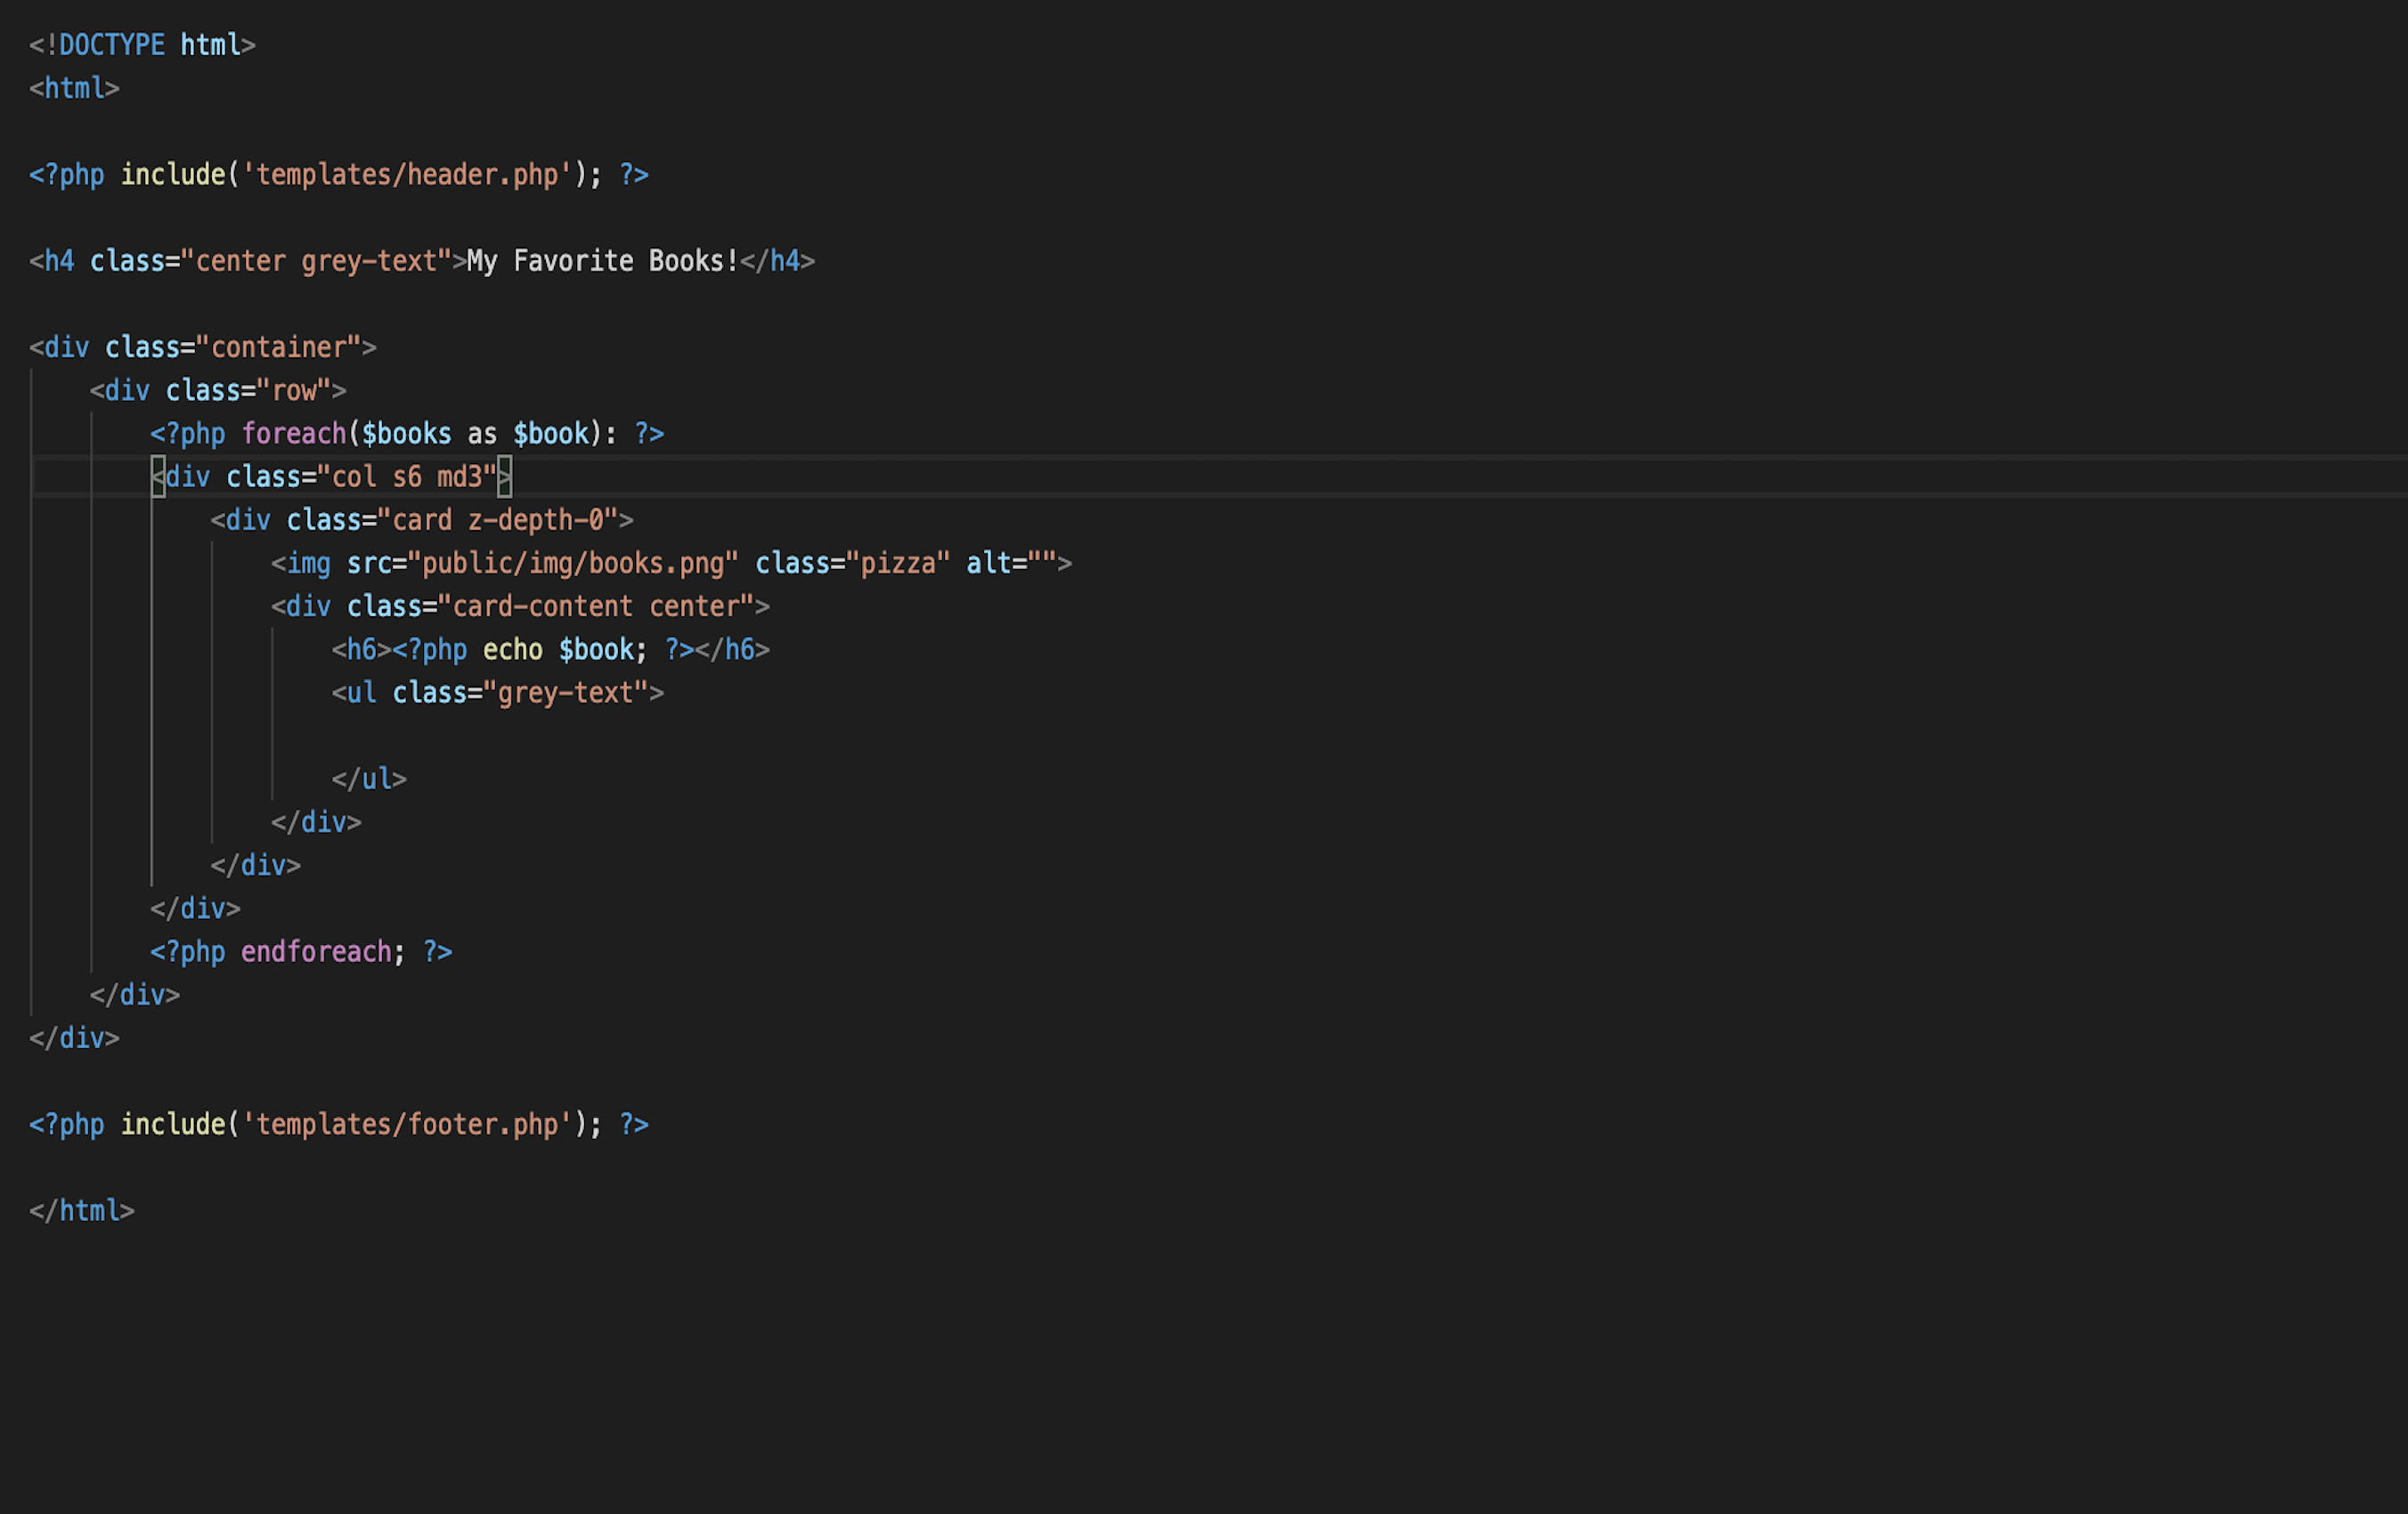 <!DOCTYPE html>
<html>
<?php include('templates/header.php'); ?>
<h4 class="center grey-text">My Favorite Books!</h4>
<div class="container">
<div class="row">
<?php foreach($books as $book): ?>
<div class="col s6 md3">
<div class="card z-depth-0">
<img src="public/img/books.png" class="pizza" alt="">
<div class="card-content center">
<h6><?php echo $book; ?></h6>
<ul class="grey-text">
</ul>
</div>
</div>
</div>
<?php endforeach; ?>
</div>
</div>
<?php include('templates/footer.php'); ?>
</html>